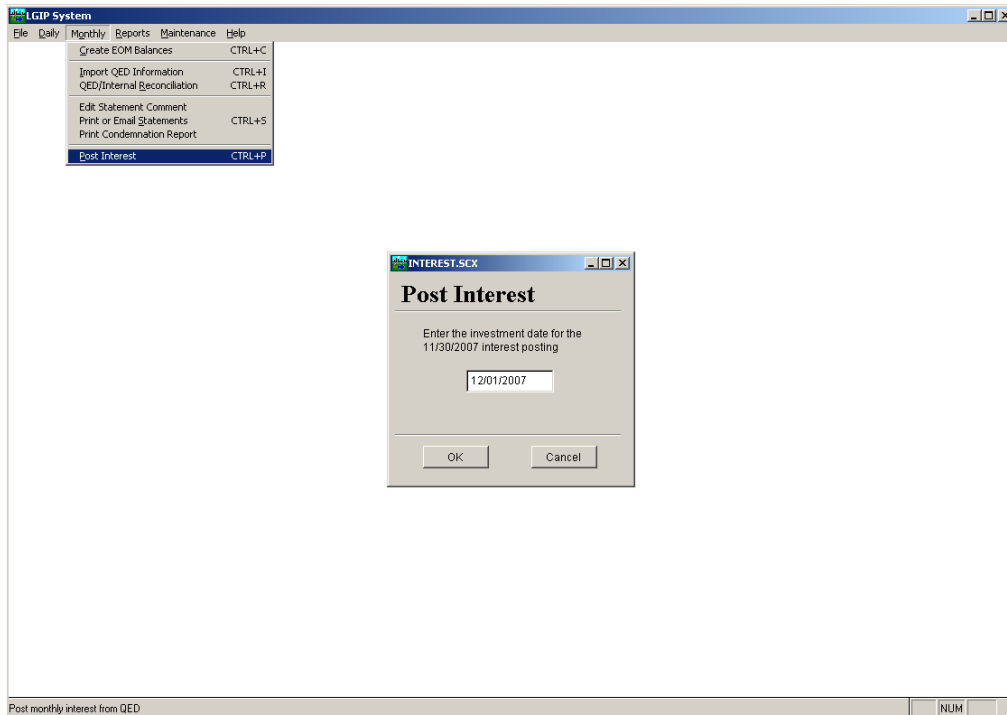 LGIP System
File Daily Monthly Reports Maintenance Help
Create EOM Balances CTRL+C
Import QED Information CTRL+I
QED/Internal Reconciliation CTRL+R
Edit Statement Comment
Print or Email Statements CTRL+S
Print Condemnation Report
Post Interest CTRL+P
INTEREST.SCX
Post Interest
Enter the investment date for the
11/30/2007 interest posting
12/01/2007
OK Cancel
Post monthly interest from QED NUM